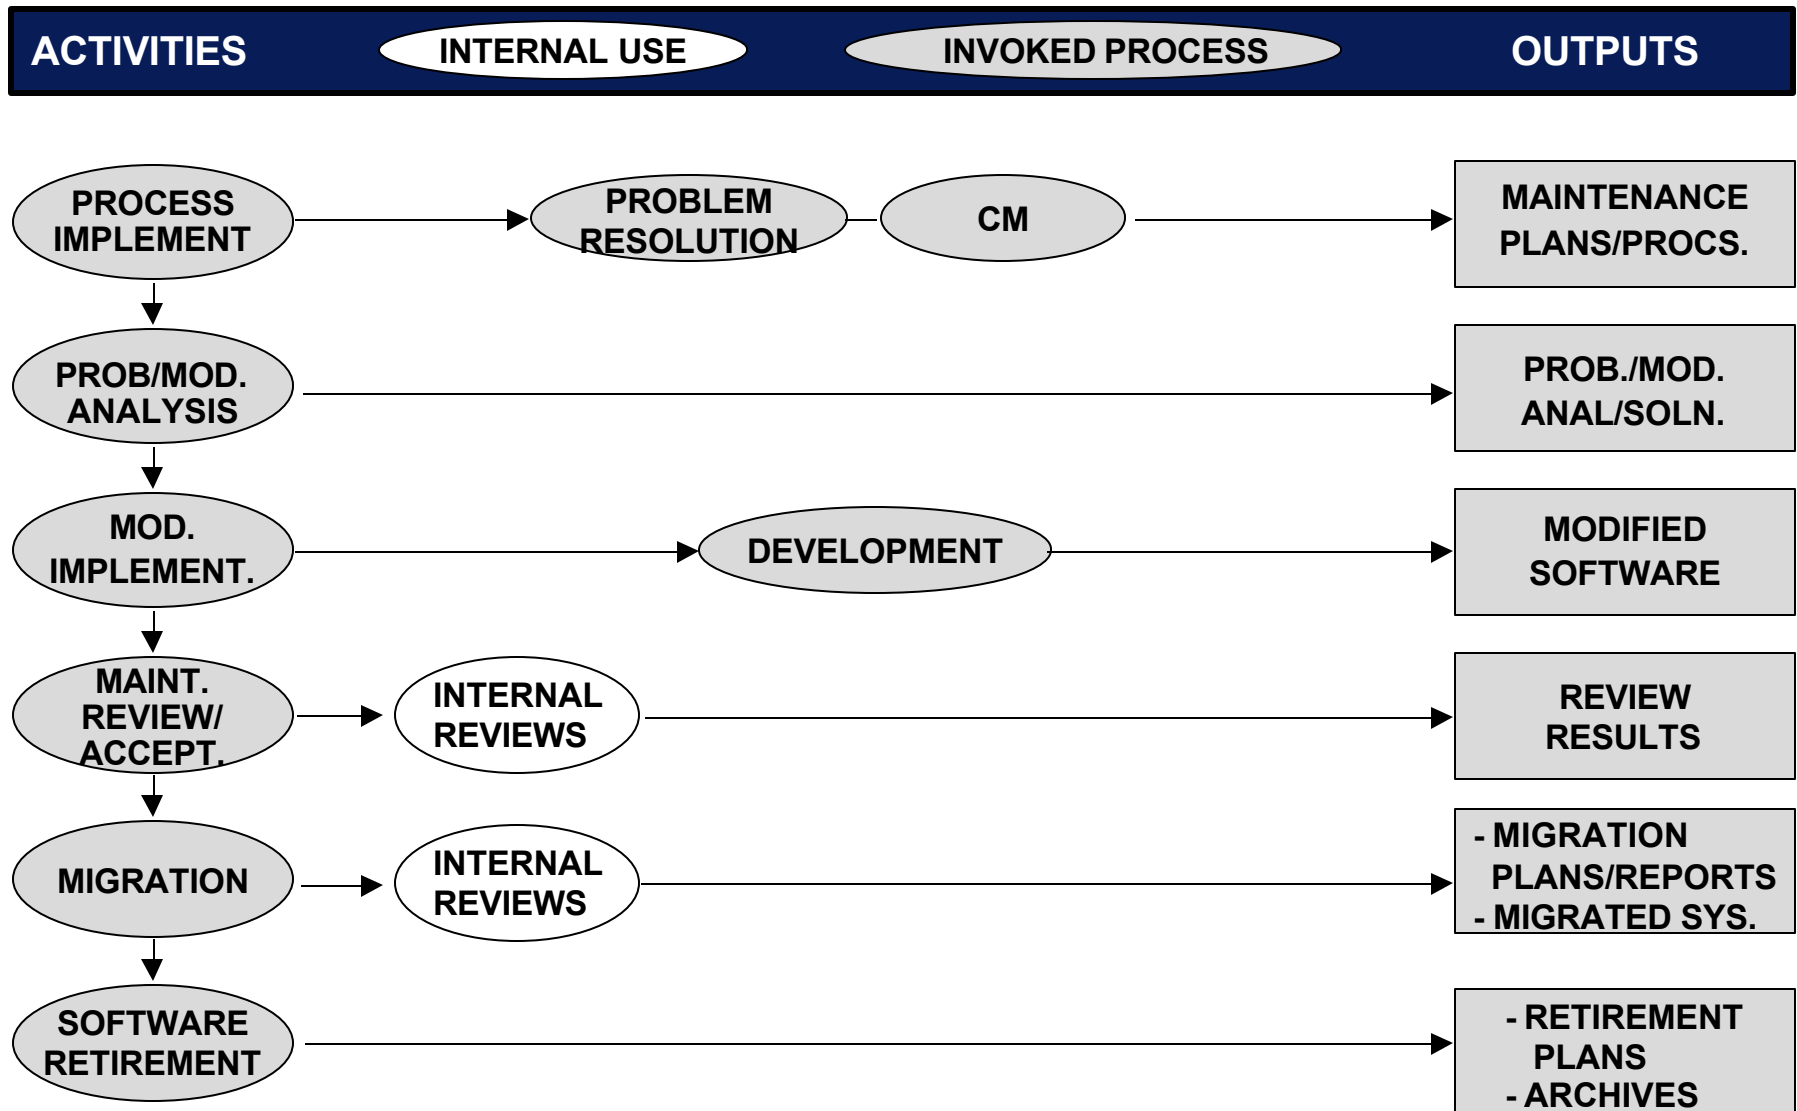 ACTIVITIES
INTERNAL USE
INVOKED PROCESS
OUTPUTS
PROCESS
IMPLEMENT
PROBLEM
RESOLUTION
CM
MAINTENANCE
PLANS/PROCS.
PROB/MOD.
ANALYSIS
PROB./MOD.
ANAL/SOLN.
MOD.
IMPLEMENT.
DEVELOPMENT
MODIFIED
SOFTWARE
MAINT.
REVIEW/
ACCEPT.
INTERNAL
REVIEWS
REVIEW
RESULTS
MIGRATION
INTERNAL
REVIEWS
- MIGRATION
PLANS/REPORTS
- MIGRATED SYS.
SOFTWARE
RETIREMENT
- RETIREMENT
PLANS
- ARCHIVES